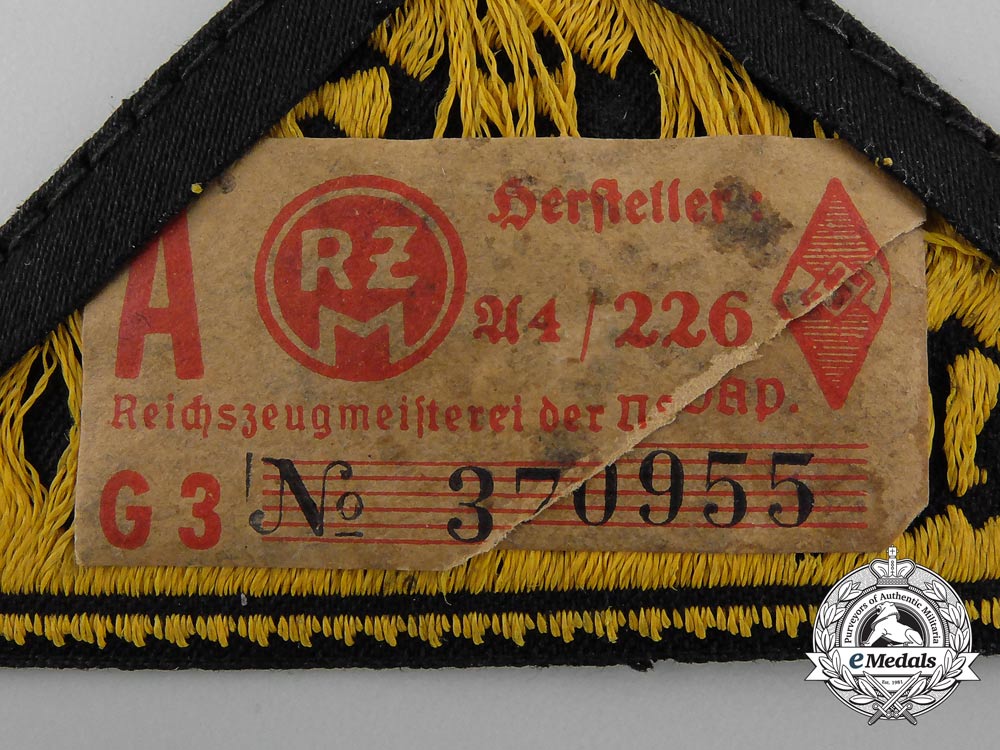 A
RZM
Hersteller:
A4/226
Reichszeugmeisterei der NSDAP.
G3 No 370955
Purveyors of Authentic Militaria
eMedals
Est. 1981